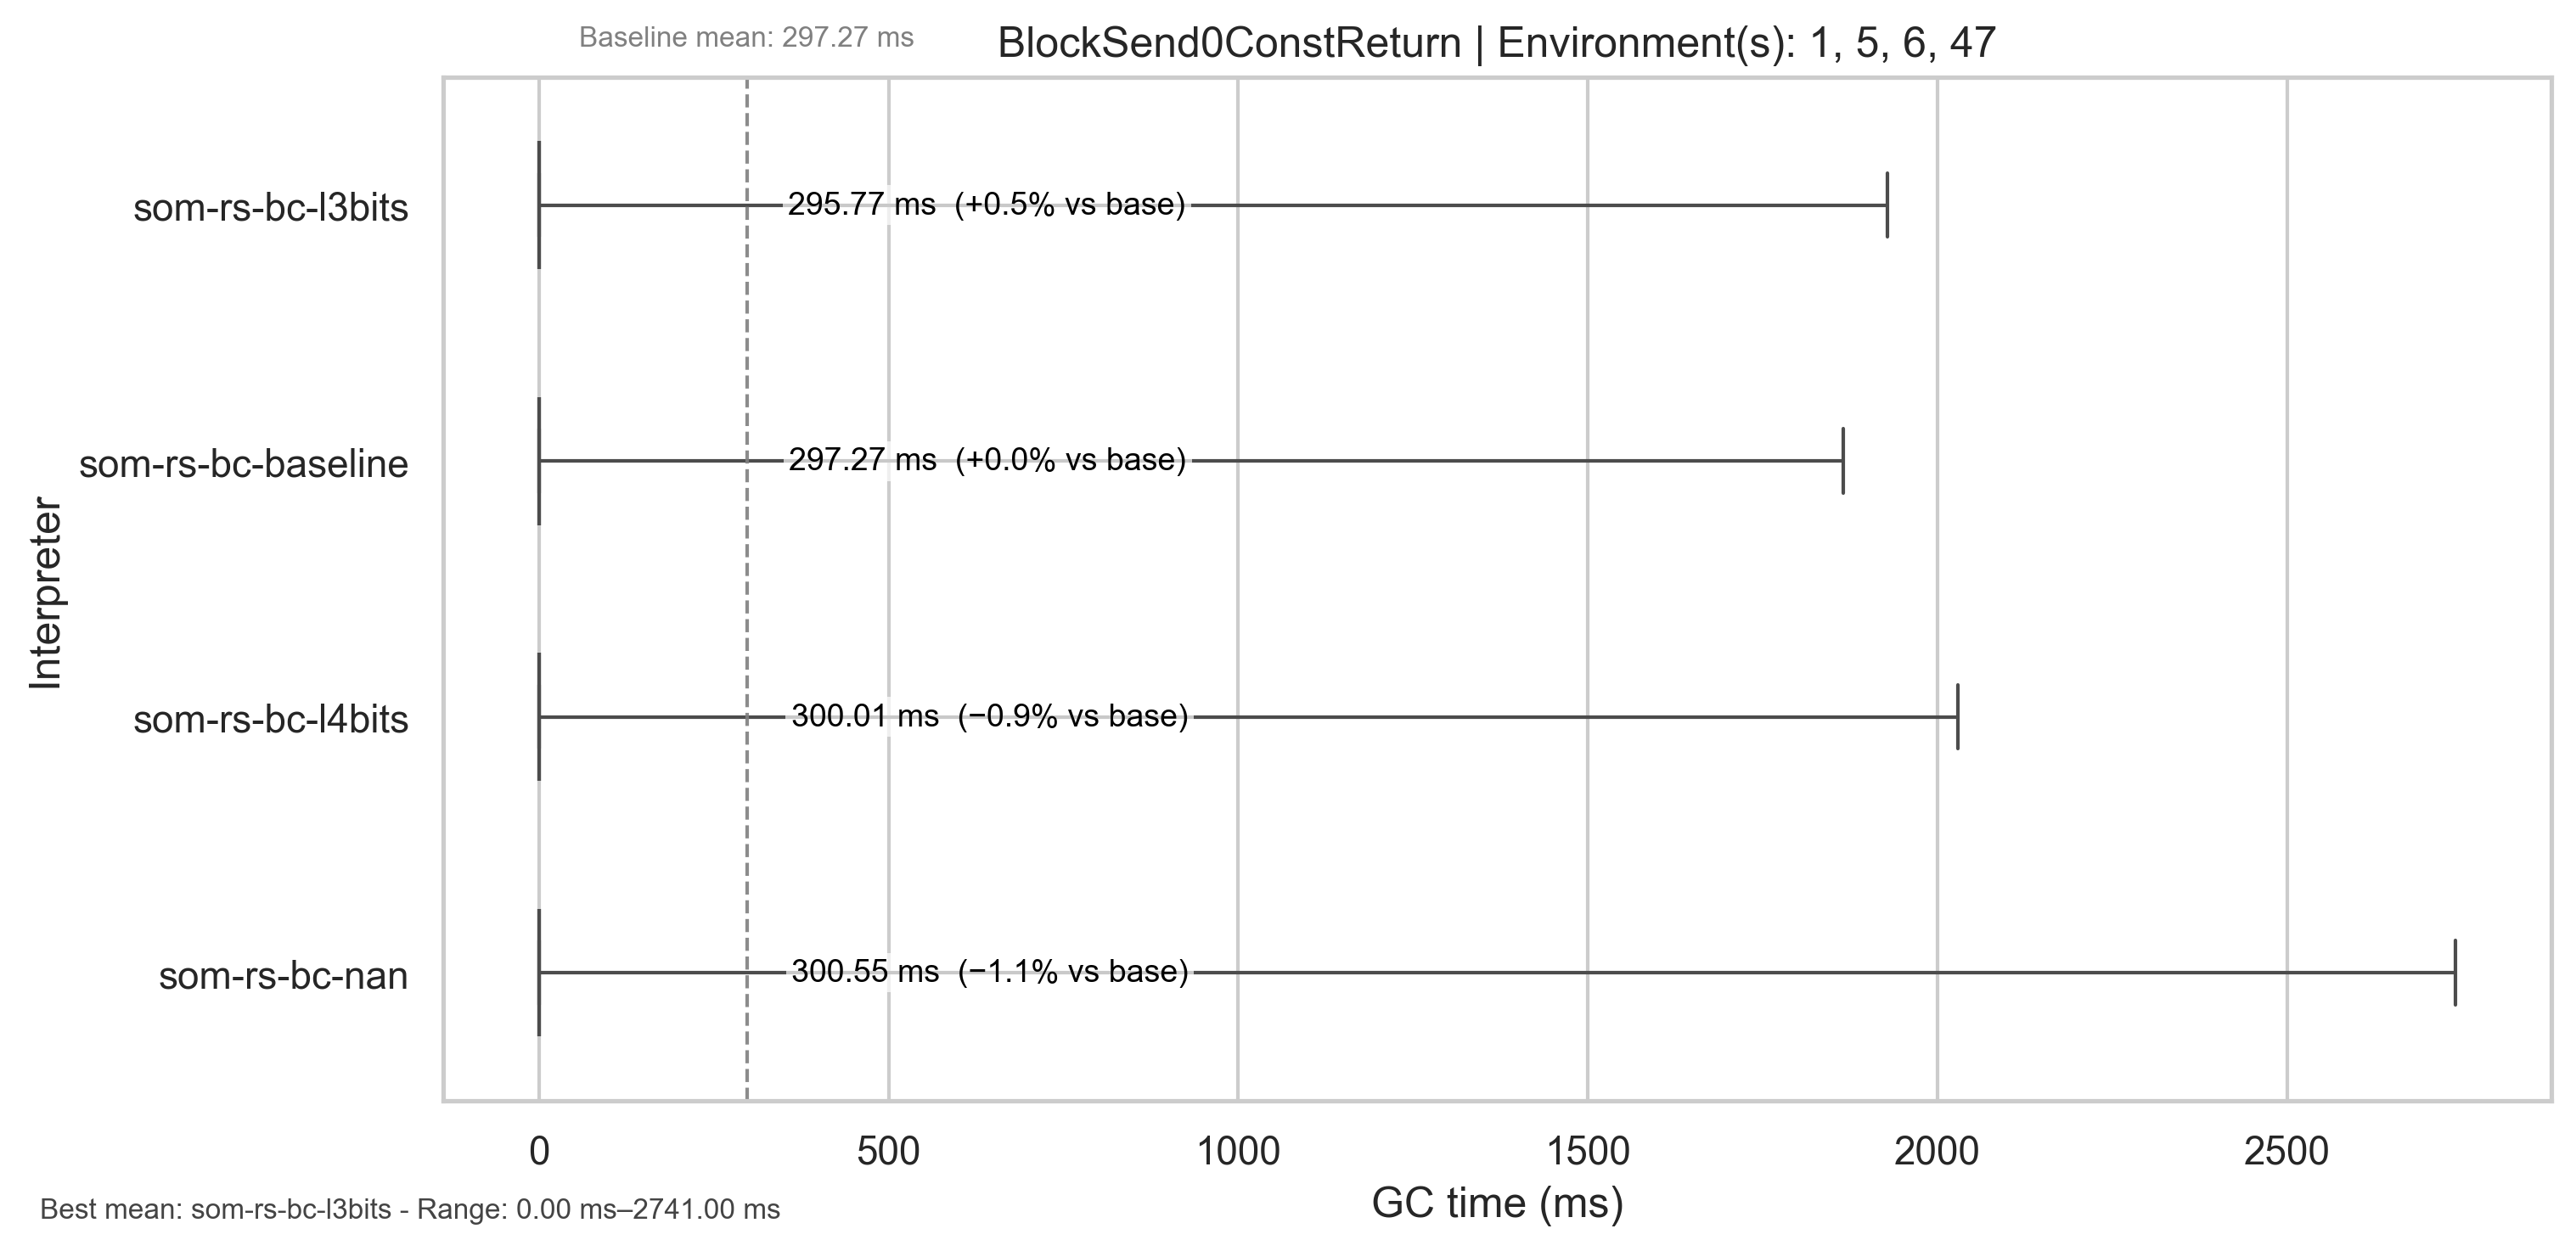 Baseline mean: 297.27 ms
BlockSend0ConstReturn | Environment(s): 1, 5, 6, 47
Interpreter
som-rs-bc-l3bits
295.77 ms  (+0.5% vs base)
som-rs-bc-baseline
297.27 ms  (+0.0% vs base)
som-rs-bc-l4bits
300.01 ms  (−0.9% vs base)
som-rs-bc-nan
300.55 ms  (−1.1% vs base)
0 500 1000 1500 2000 2500
GC time (ms)
Best mean: som-rs-bc-l3bits - Range: 0.00 ms–2741.00 ms